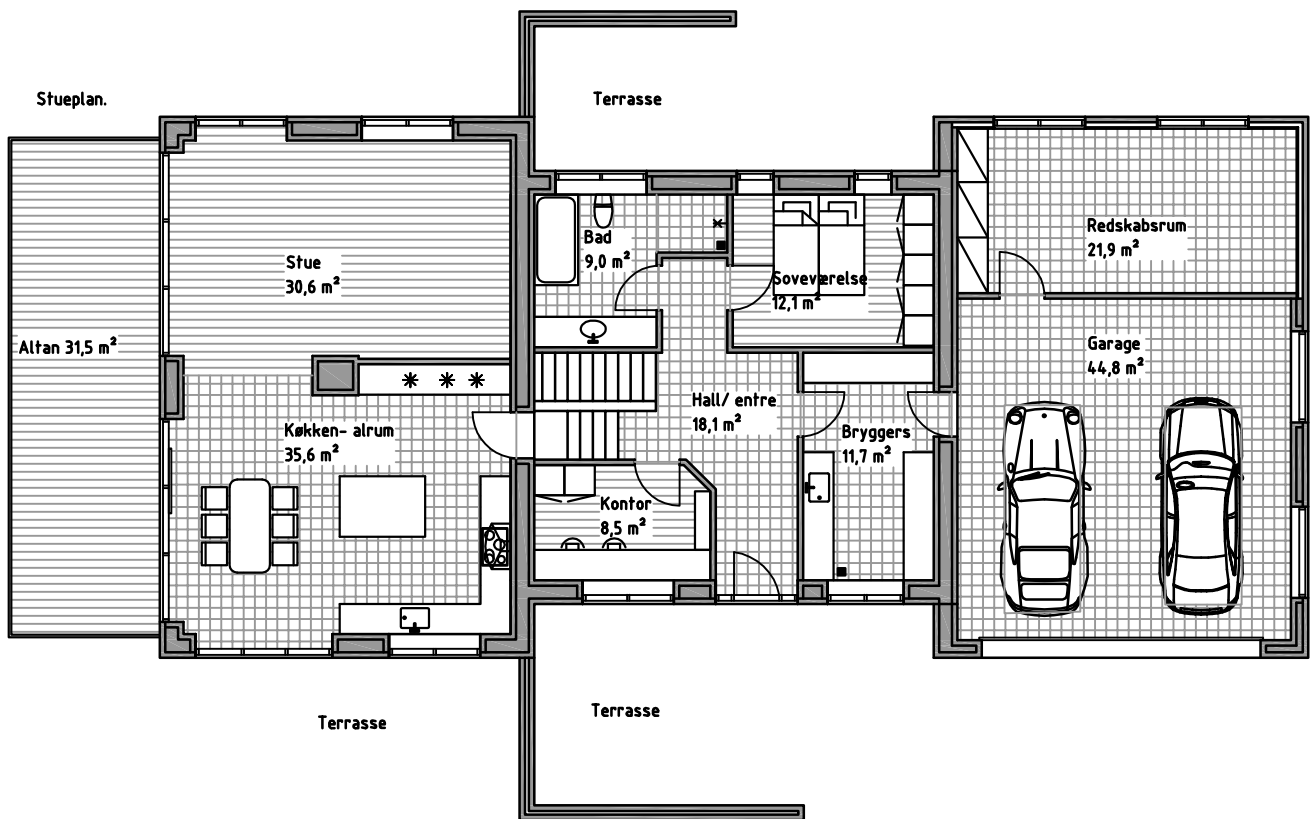 Stueplan.
Terrasse
Bad
9,0 m²
Redskabsrum
21,9 m²
Stue
30,6 m²
Soveværelse
12,1 m²
Altan 31,5 m²
Garage
44,8 m²
Hall/ entre
18,1 m²
Køkken- alrum
35,6 m²
Bryggers
11,7 m²
Kontor
8,5 m²
Terrasse
Terrasse